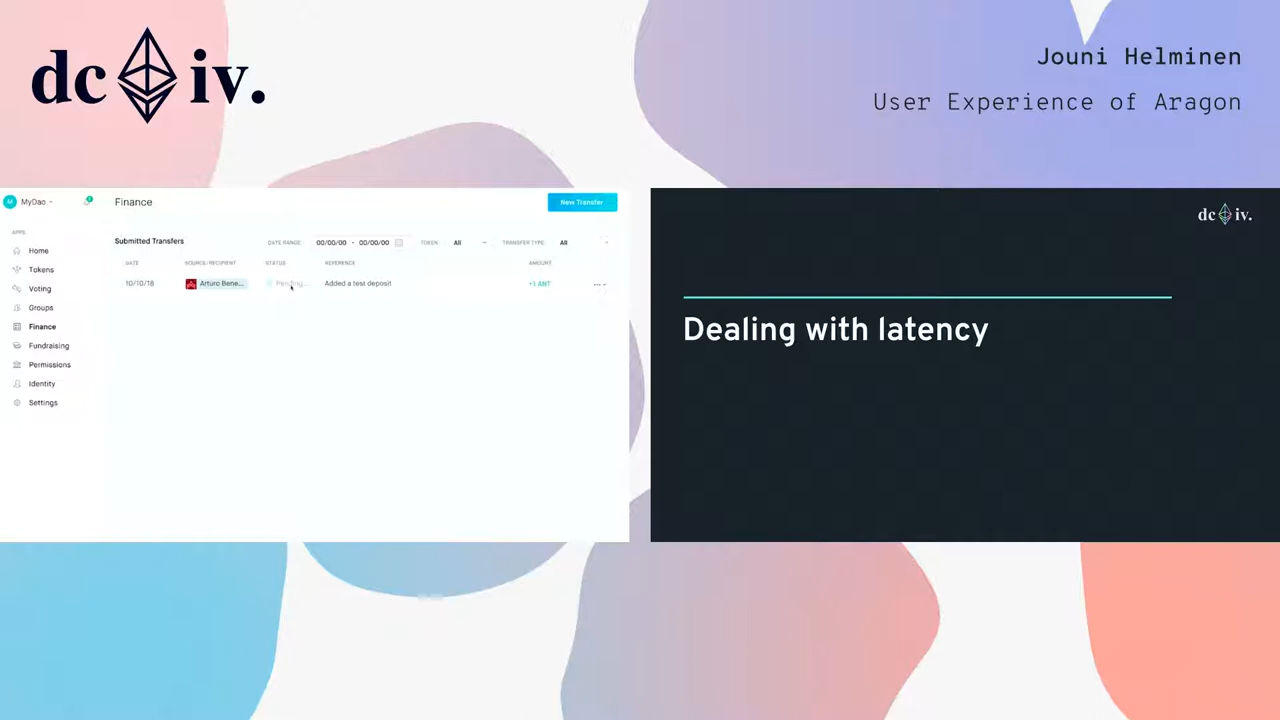 dc iv.
Jouni Helminen
User Experience of Aragon
M MyDao
1
Finance
New Transfer
APPS
Home
Tokens
Voting
Groups
Finance
Fundraising
Permissions
Identity
Settings
Submitted Transfers
DATE RANGE: 00/00/00 - 00/00/00 TOKEN: All TRANSFER TYPE: All
DATE SOURCE/RECIPIENT STATUS REFERENCE AMOUNT
10/10/18 Arturo Bene... Pending... Added a test deposit +1 ANT
dc iv.
Dealing with latency